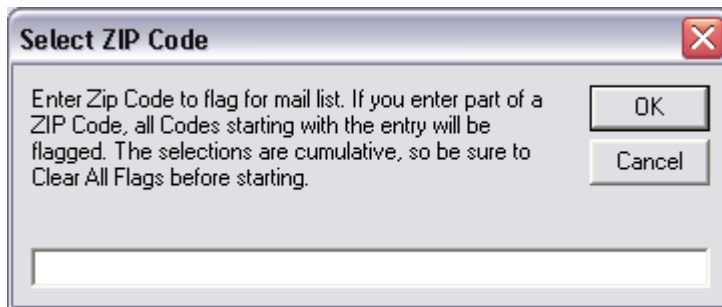 Select ZIP Code
Enter Zip Code to flag for mail list. If you enter part of a
ZIP Code, all Codes starting with the entry will be
flagged. The selections are cumulative, so be sure to
Clear All Flags before starting.
OK
Cancel